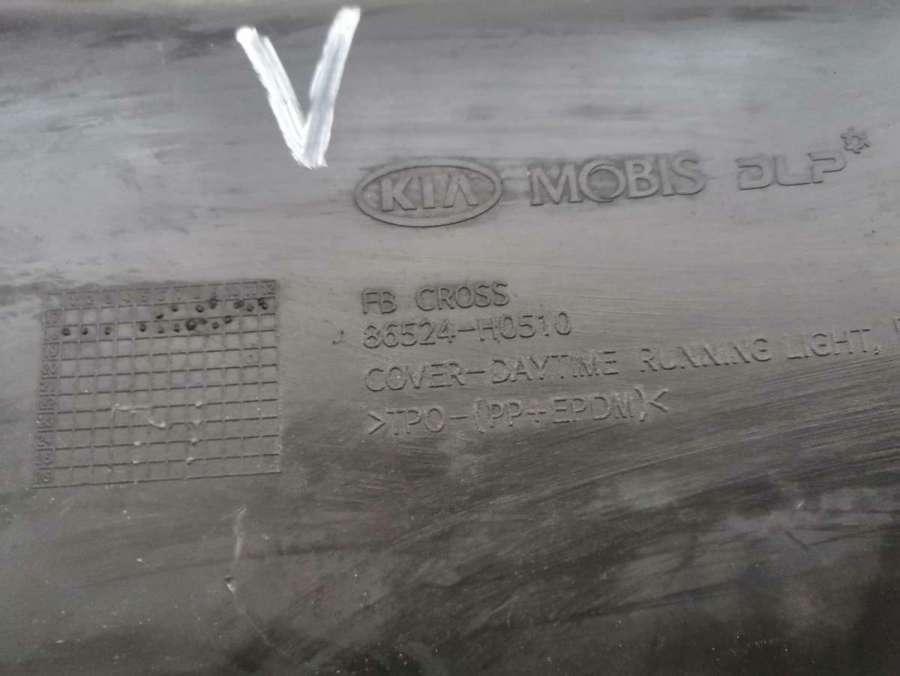 V
KIA MOBIS DLP*
FB CROSS
86524-H0510
COVER-DAYTIME RUNNING LIGHT,
>TPO-(PP+EPDM)<